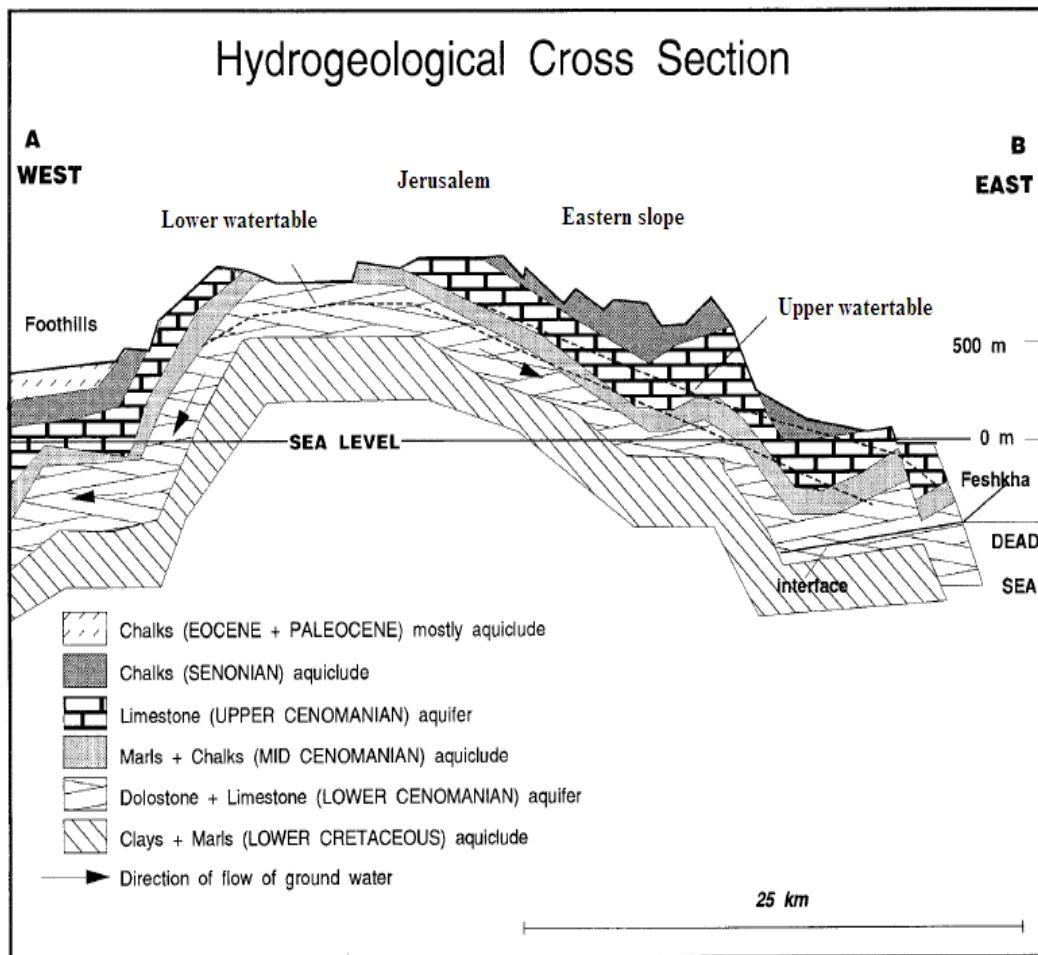 Hydrogeological Cross Section
A
WEST
B
EAST
Jerusalem
Lower watertable
Eastern slope
Upper watertable
Foothills
500 m
SEA LEVEL
0 m
Feshkha
DEAD
SEA
interface
Chalks (EOCENE + PALEOCENE) mostly aquiclude
Chalks (SENONIAN) aquiclude
Limestone (UPPER CENOMANIAN) aquifer
Marls + Chalks (MID CENOMANIAN) aquiclude
Dolostone + Limestone (LOWER CENOMANIAN) aquifer
Clays + Marls (LOWER CRETACEOUS) aquiclude
Direction of flow of ground water
25 km